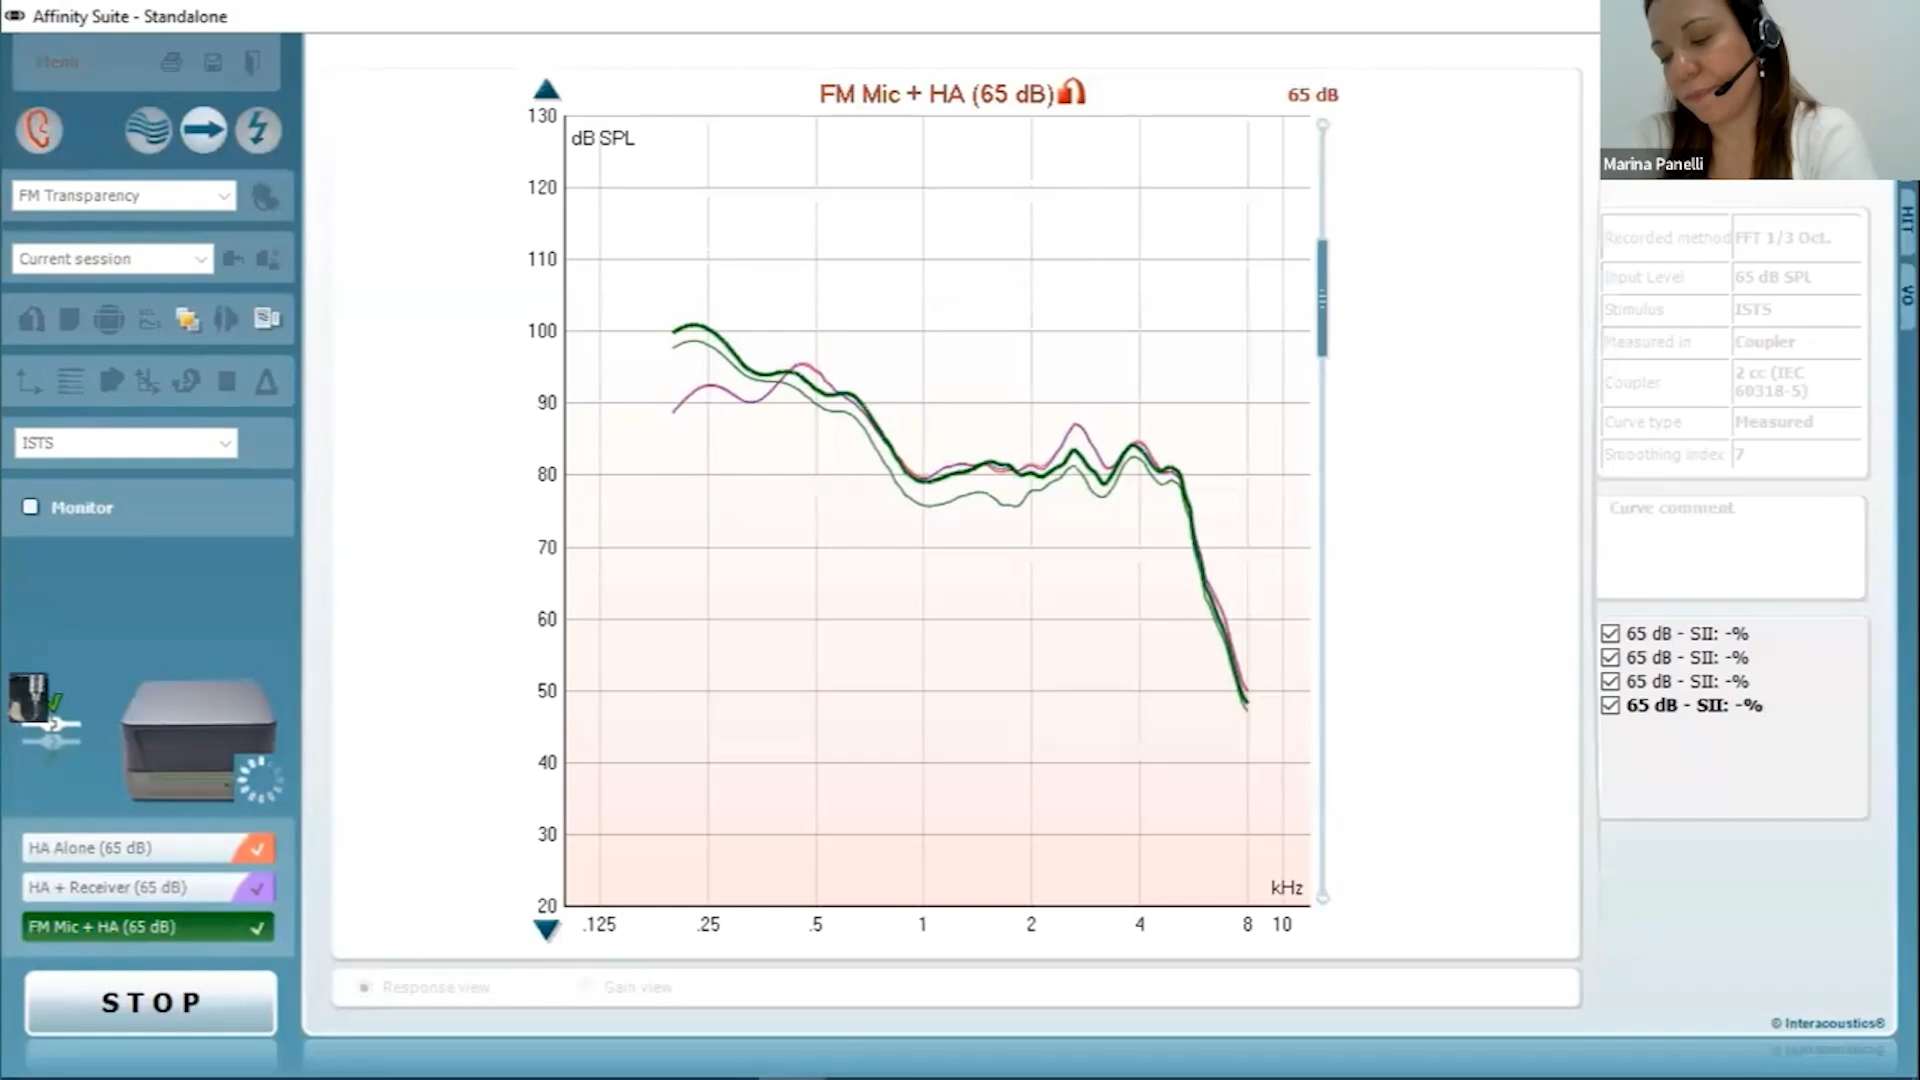 Affinity Suite - Standalone
Menu
FM Transparency
Current session
ISTS
Monitor
HA Alone (65 dB)
HA + Receiver (65 dB)
FM Mic + HA (65 dB)
STOP
FM Mic + HA (65 dB)
65 dB
dB SPL
130
120
110
100
90
80
70
60
50
40
30
20
kHz
.125 .25 .5 1 2 4 8 10
Response view Gain view
Marina Panelli
HIT
VO
Recorded method FFT 1/3 Oct.
Input Level 65 dB SPL
Stimulus ISTS
Measured in Coupler
Coupler 2 cc (IEC
60318-5)
Curve type Measured
Smoothing index 7
Curve comment
65 dB - SII: -%
65 dB - SII: -%
65 dB - SII: -%
65 dB - SII: -%
© Interacoustics®